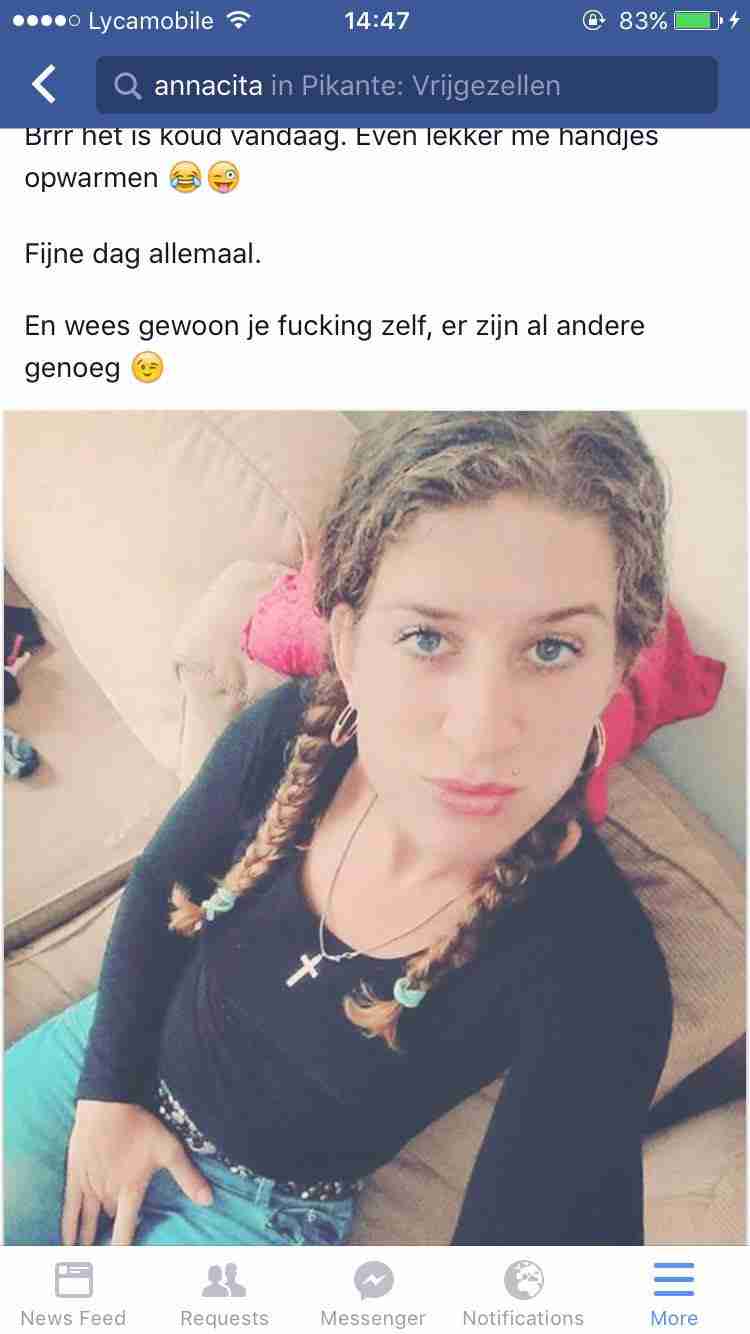 Lycamobile 14:47 83%
annacita in Pikante: Vrijgezellen
Brrr het is koud vandaag. Even lekker me handjes
opwarmen 😂😜
Fijne dag allemaal.
En wees gewoon je fucking zelf, er zijn al andere
genoeg 😉
News Feed Requests Messenger Notifications More